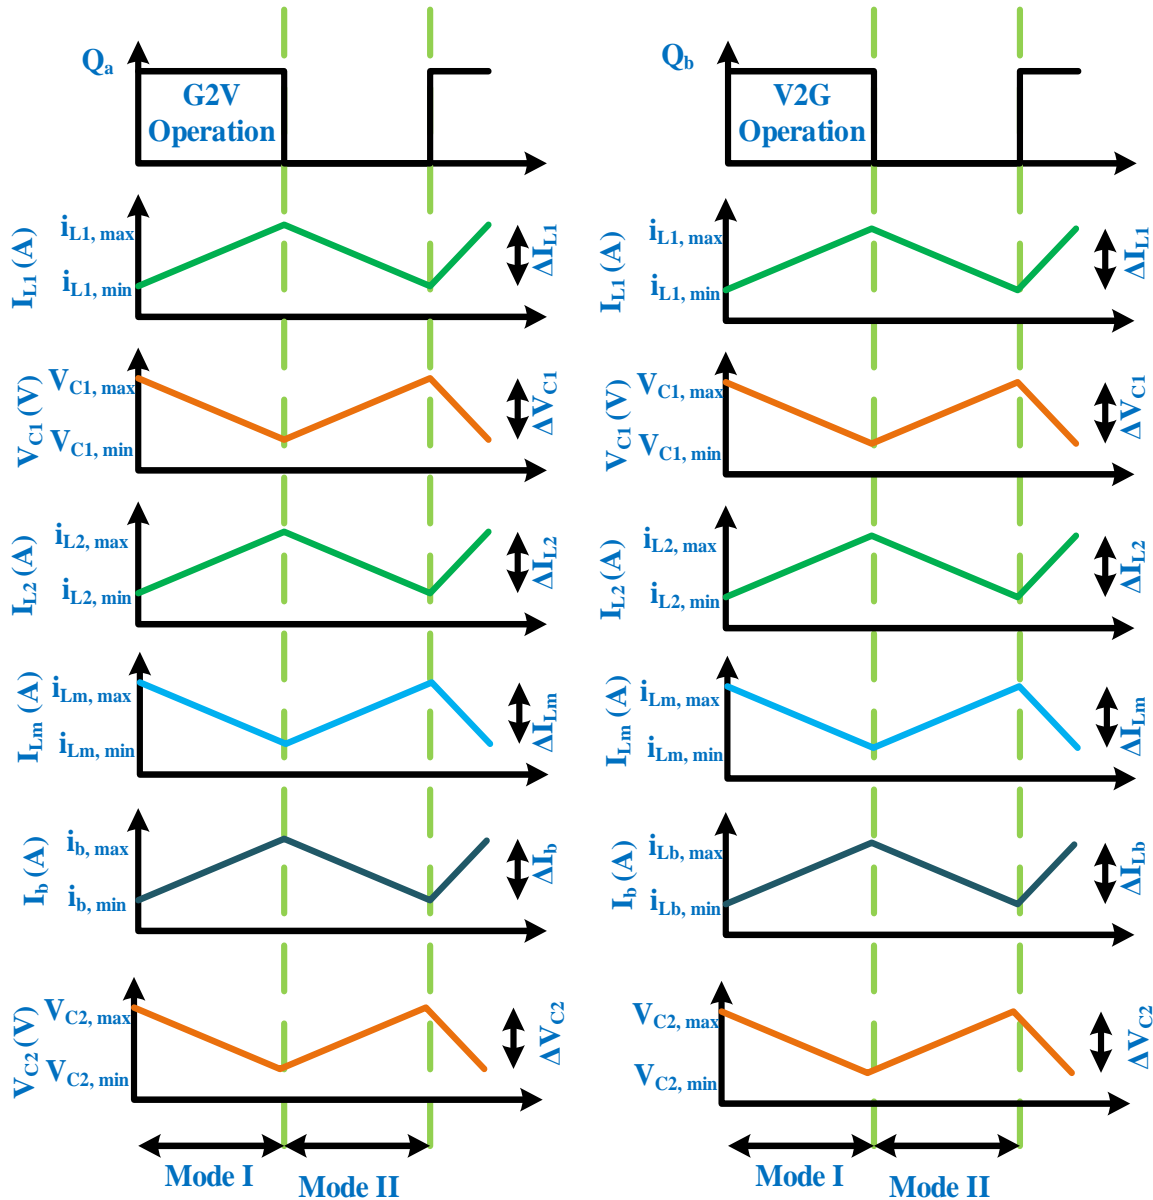 Qa
G2V
Operation
IL1 (A)
iL1, max
iL1, min
ΔIL1
VC1 (V)
VC1, max
VC1, min
ΔVC1
IL2 (A)
iL2, max
iL2, min
ΔIL2
ILm (A)
iLm, max
iLm, min
ΔILm
Ib (A)
ib, max
ib, min
ΔIb
VC2 (V)
VC2, max
VC2, min
ΔVC2
Mode I
Mode II
Qb
V2G
Operation
IL1 (A)
iL1, max
iL1, min
ΔIL1
VC1 (V)
VC1, max
VC1, min
ΔVC1
IL2 (A)
iL2, max
iL2, min
ΔIL2
ILm (A)
iLm, max
iLm, min
ΔILm
Ib (A)
iLb, max
iLb, min
ΔILb
VC2, max
VC2, min
ΔVC2
Mode I
Mode II